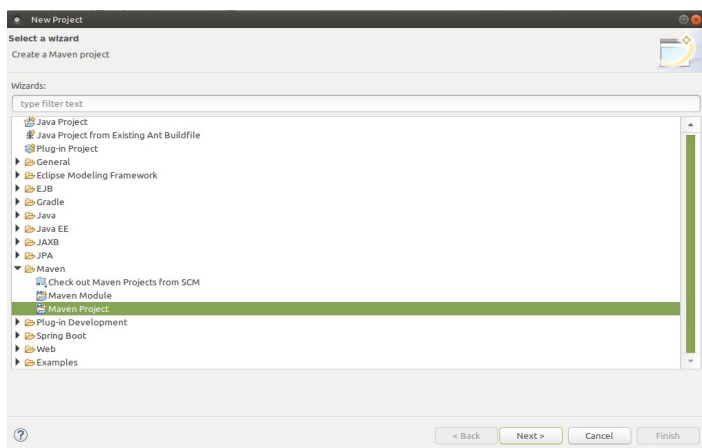 New Project
Select a wizard
Create a Maven project
Wizards:
type filter text
Java Project
Java Project from Existing Ant Buildfile
Plug-in Project
General
Eclipse Modeling Framework
EJB
Gradle
Java
Java EE
JAXB
JPA
Maven
Check out Maven Projects from SCM
Maven Module
Maven Project
Plug-in Development
Spring Boot
Web
Examples
? < Back Next > Cancel Finish